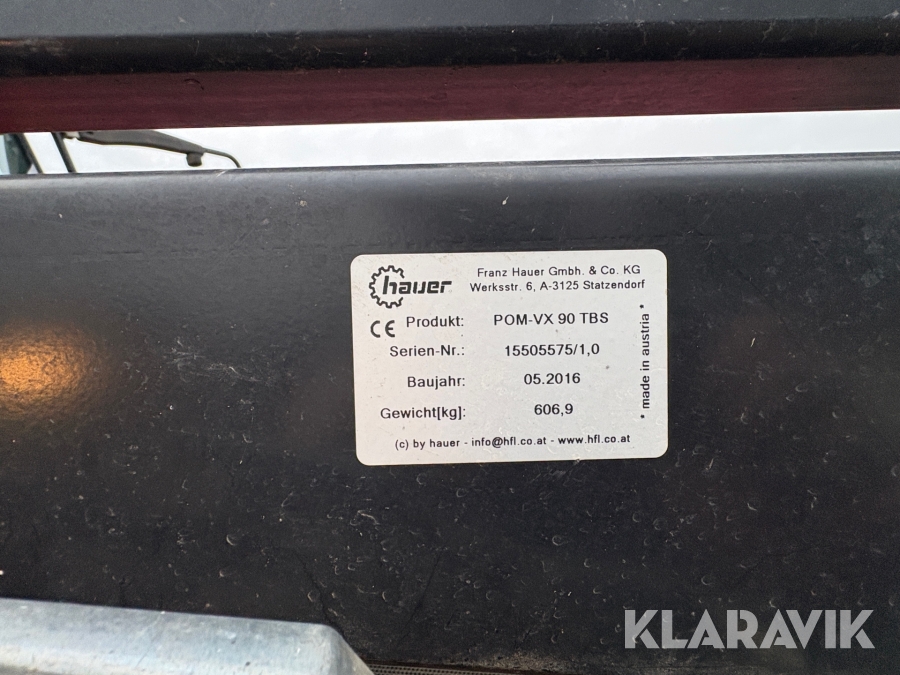 hauer
Franz Hauer Gmbh. & Co. KG
Werksstr. 6, A-3125 Statzendorf
CE
Produkt: POM-VX 90 TBS
Serien-Nr.: 15505575/1,0
Baujahr: 05.2016
Gewicht[kg]: 606,9
* made in austria *
(c) by hauer - info@hfl.co.at - www.hfl.co.at
KLARAVIK